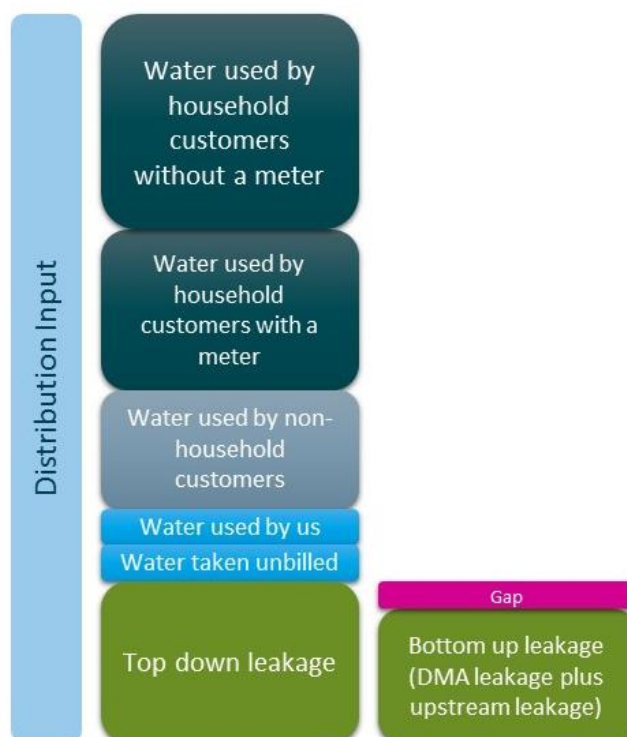 Distribution Input
Water used by
household
customers
without a meter
Water used by
household
customers with a
meter
Water used by non-
household
customers
Water used by us
Water taken unbilled
Top down leakage
Gap
Bottom up leakage
(DMA leakage plus
upstream leakage)